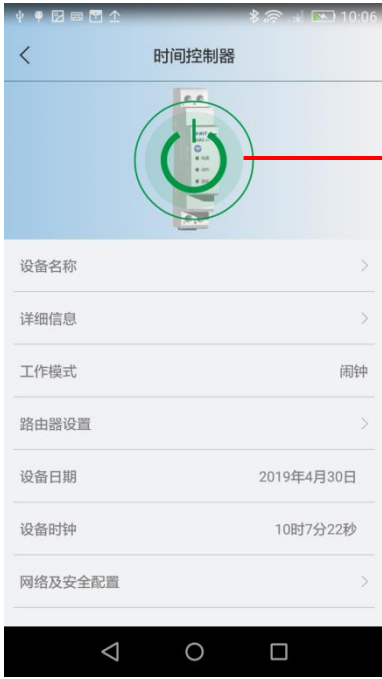 10:06
时间控制器
设备名称
详细信息
工作模式 闹钟
路由器设置
设备日期 2019年4月30日
设备时钟 10时7分22秒
网络及安全配置